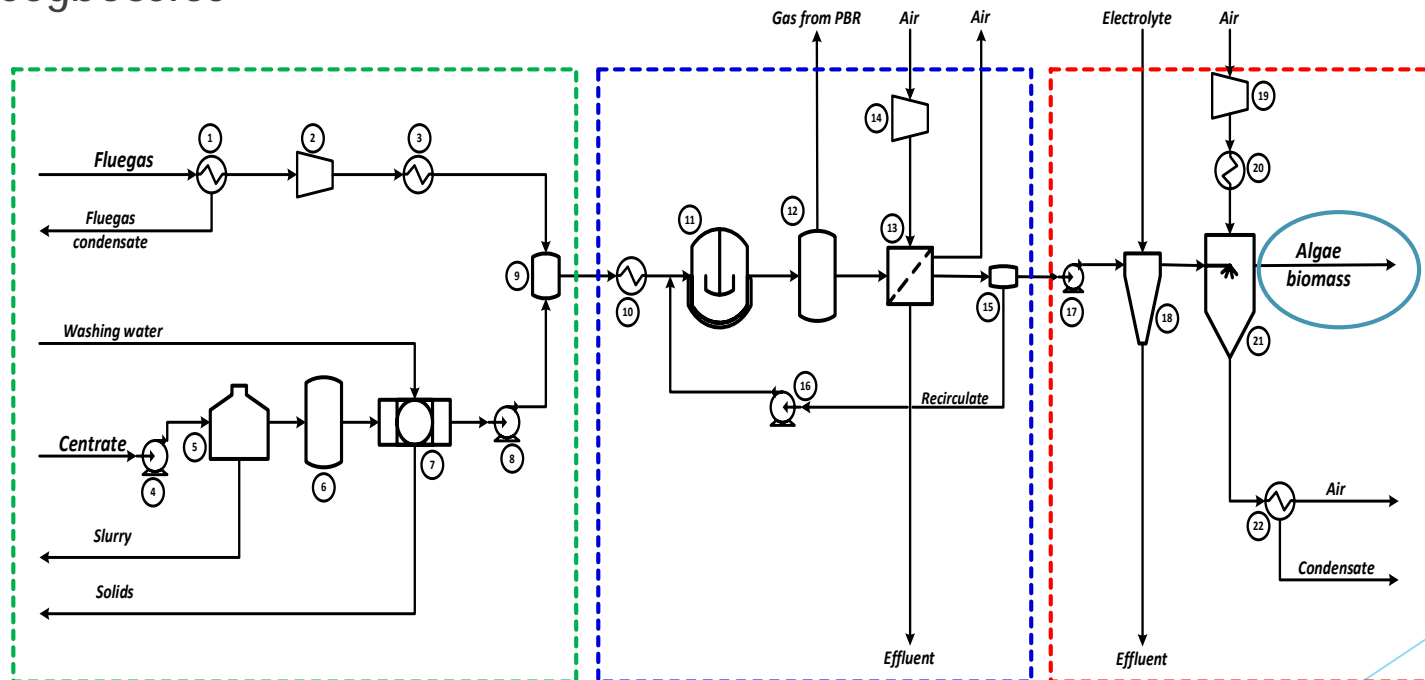 Gas from PBR
Air
Air
Electrolyte
Air
1
2
3
14
19
Fluegas
20
Fluegas
condensate
11
12
13
Algae
biomass
9
10
15
17
18
21
Washing water
16
Recirculate
Centrate
4
5
6
7
8
22
Air
Slurry
Condensate
Solids
Effluent
Effluent